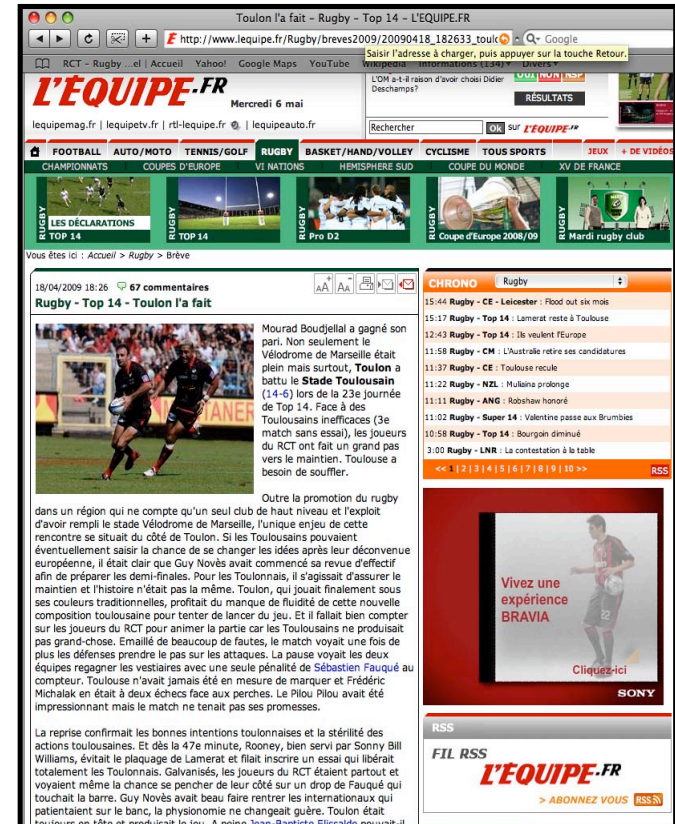 Toulon l'a fait – Rugby – Top 14 – L'EQUIPE.FR
http://www.lequipe.fr/Rugby/breves2009/20090418_182633_toulo
Google
Saisir l'adresse à charger, puis appuyer sur la touche Retour.
RCT – Rugby ...el | Accueil Yahoo! Google Maps YouTube Wikipedia Informations (134) Divers
L'ÉQUIPE.FR
Mercredi 6 mai
L'OM a-t-il raison d'avoir choisi Didier
Deschamps?
OUI NON NSP
RÉSULTATS
lequipemag.fr | lequipetv.fr | rtl-lequipe.fr | lequipeauto.fr
Rechercher Ok sur L'ÉQUIPE.FR
FOOTBALL AUTO/MOTO TENNIS/GOLF RUGBY BASKET/HAND/VOLLEY CYCLISME TOUS SPORTS JEUX + DE VIDÉOS
CHAMPIONNATS COUPES D'EUROPE VI NATIONS HEMISPHERE SUD COUPE DU MONDE XV DE FRANCE
RUGBY LES DÉCLARATIONS
TOP 14
RUGBY TOP 14
RUGBY Pro D2
RUGBY Coupe d'Europe 2008/09
RUGBY Mardi rugby club
Vous êtes ici : Accueil > Rugby > Brève
18/04/2009 18:26 67 commentaires
Rugby - Top 14 - Toulon l'a fait
Mourad Boudjellal a gagné son
pari. Non seulement le
Vélodrome de Marseille était
plein mais surtout, Toulon a
battu le Stade Toulousain
(14-6) lors de la 23e journée
de Top 14. Face à des
Toulousains inefficaces (3e
match sans essai), les joueurs
du RCT ont fait un grand pas
vers le maintien. Toulouse a
besoin de souffler.
Outre la promotion du rugby
dans un région qui ne compte qu'un seul club de haut niveau et l'exploit
d'avoir rempli le stade Vélodrome de Marseille, l'unique enjeu de cette
rencontre se situait du côté de Toulon. Si les Toulousains pouvaient
éventuellement saisir la chance de se changer les idées après leur déconvenue
européenne, il était clair que Guy Novès avait commencé sa revue d'effectif
afin de préparer les demi-finales. Pour les Toulonnais, il s'agissait d'assurer le
maintien et l'histoire n'était pas la même. Toulon, qui jouait finalement sous
ses couleurs traditionnelles, profitait du manque de fluidité de cette nouvelle
composition toulousaine pour tenter de lancer du jeu. Et il fallait bien compter
sur les joueurs du RCT pour animer la partie car les Toulousains ne produisait
pas grand-chose. Emaillé de beaucoup de fautes, le match voyait une fois de
plus les défenses prendre le pas sur les attaques. La pause voyait les deux
équipes regagner les vestiaires avec une seule pénalité de Sébastien Fauqué au
compteur. Toulouse n'avait jamais été en mesure de marquer et Frédéric
Michalak en était à deux échecs face aux perches. Le Pilou Pilou avait été
impressionnant mais le match ne tenait pas ses promesses.
La reprise confirmait les bonnes intentions toulonnaises et la stérilité des
actions toulousaines. Et dès la 47e minute, Rooney, bien servi par Sonny Bill
Williams, évitait le plaquage de Lamerat et filait inscrire un essai qui libérait
totalement les Toulonnais. Galvanisés, les joueurs du RCT étaient partout et
voyaient même la chance se pencher de leur côté sur un drop de Fauqué qui
touchait la barre. Guy Novès avait beau faire rentrer les internationaux qui
patientaient sur le banc, la physionomie ne changeait guère. Toulon était
toujours en tête et produisait le jeu. A peine Jean-Baptiste Elissalde pouvait-il
CHRONO Rugby
15:44 Rugby - CE - Leicester : Flood out six mois
15:17 Rugby - Top 14 : Lamerat reste à Toulouse
12:43 Rugby - Top 14 : Ils veulent l'Europe
11:58 Rugby - CM : L'Australie retire ses candidatures
11:37 Rugby - CE : Toulouse recule
11:22 Rugby - NZL : Muliaina prolonge
11:11 Rugby - ANG : Robshaw honoré
11:02 Rugby - Super 14 : Valentine passe aux Brumbies
10:58 Rugby - Top 14 : Bourgoin diminué
3:00 Rugby - LNR : La contestation à la table
<< 1 | 2 | 3 | 4 | 5 | 6 | 7 | 8 | 9 | 10 >> RSS
Vivez une
expérience
BRAVIA
Cliquez-ici
SONY
RSS
FIL RSS
L'ÉQUIPE.FR
> ABONNEZ VOUS RSS